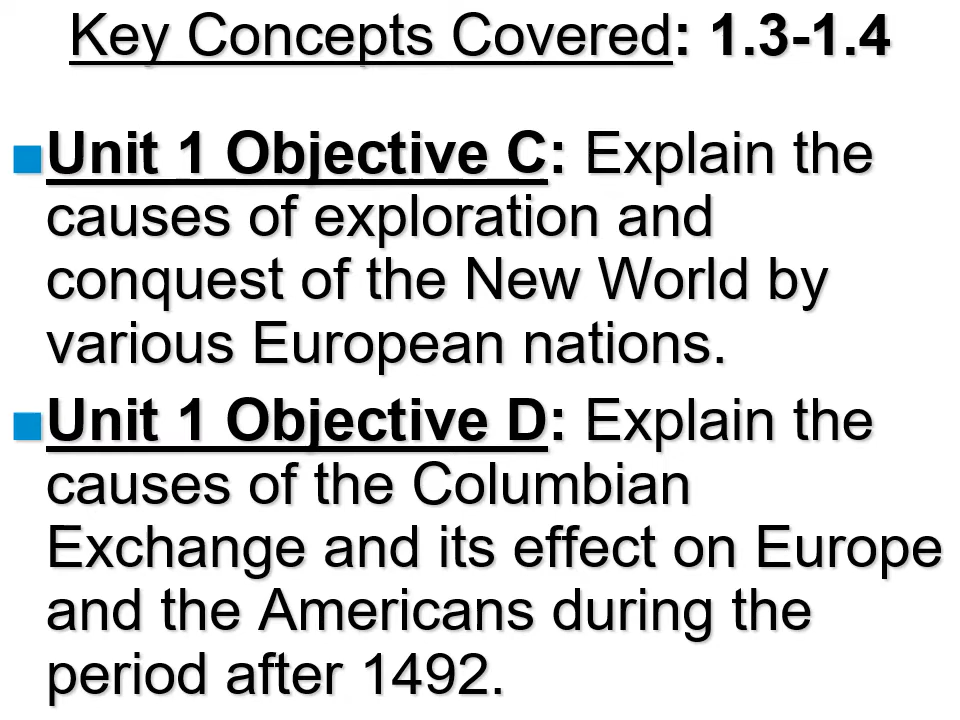 Key Concepts Covered: 1.3-1.4
Unit 1 Objective C: Explain the
causes of exploration and
conquest of the New World by
various European nations.
Unit 1 Objective D: Explain the
causes of the Columbian
Exchange and its effect on Europe
and the Americans during the
period after 1492.